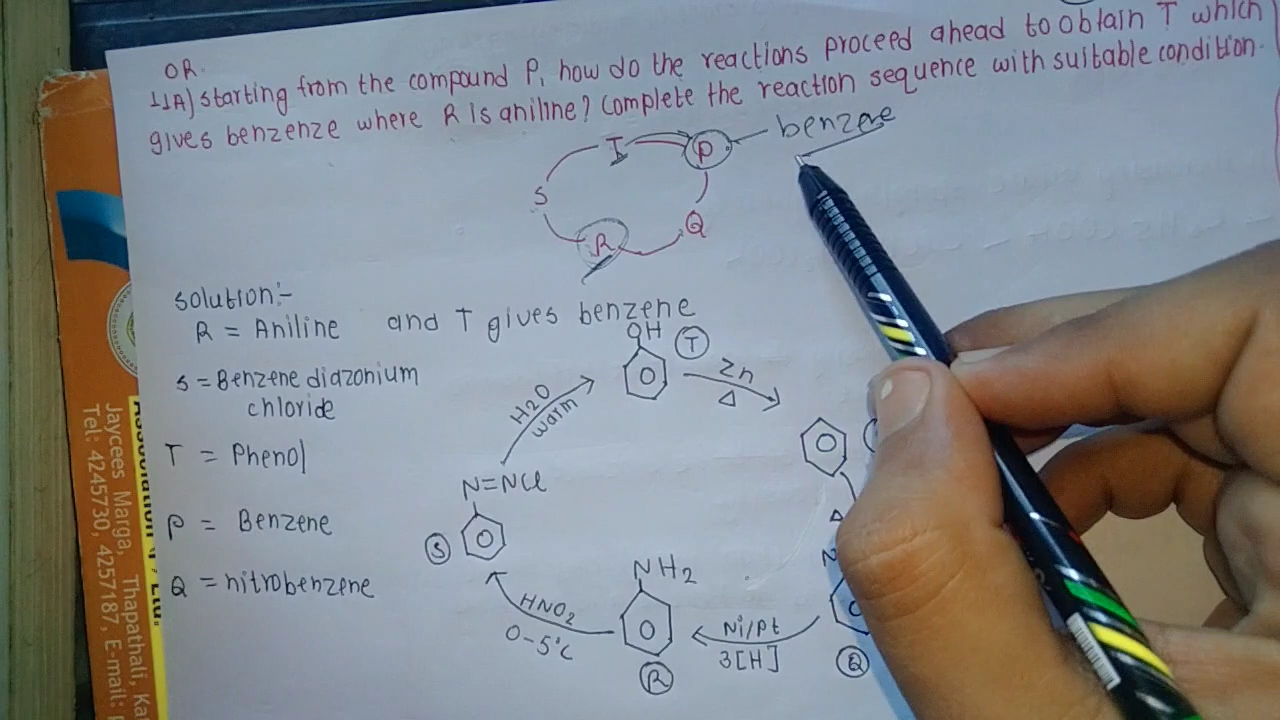 OR.
11A) starting from the compound P, how do the reactions proceed ahead to obtain T which
gives benzenze where R is aniline? complete the reaction sequence with suitable condition.
benzene
T P
S
Q
R
solution:-
R = Aniline and T gives benzene
S = Benzene diazonium
chloride
T = Phenol
P = Benzene
Q = nitrobenzene
OH T
Zn
Δ
H2O
warm
N=NCl
S
NH2
HNO2
0-5°c
R
Ni/Pt
3[H]
Δ
N
Q
Jaycees Marga, Thapathali,
Tel: 4245730, 4257187, E-mail: